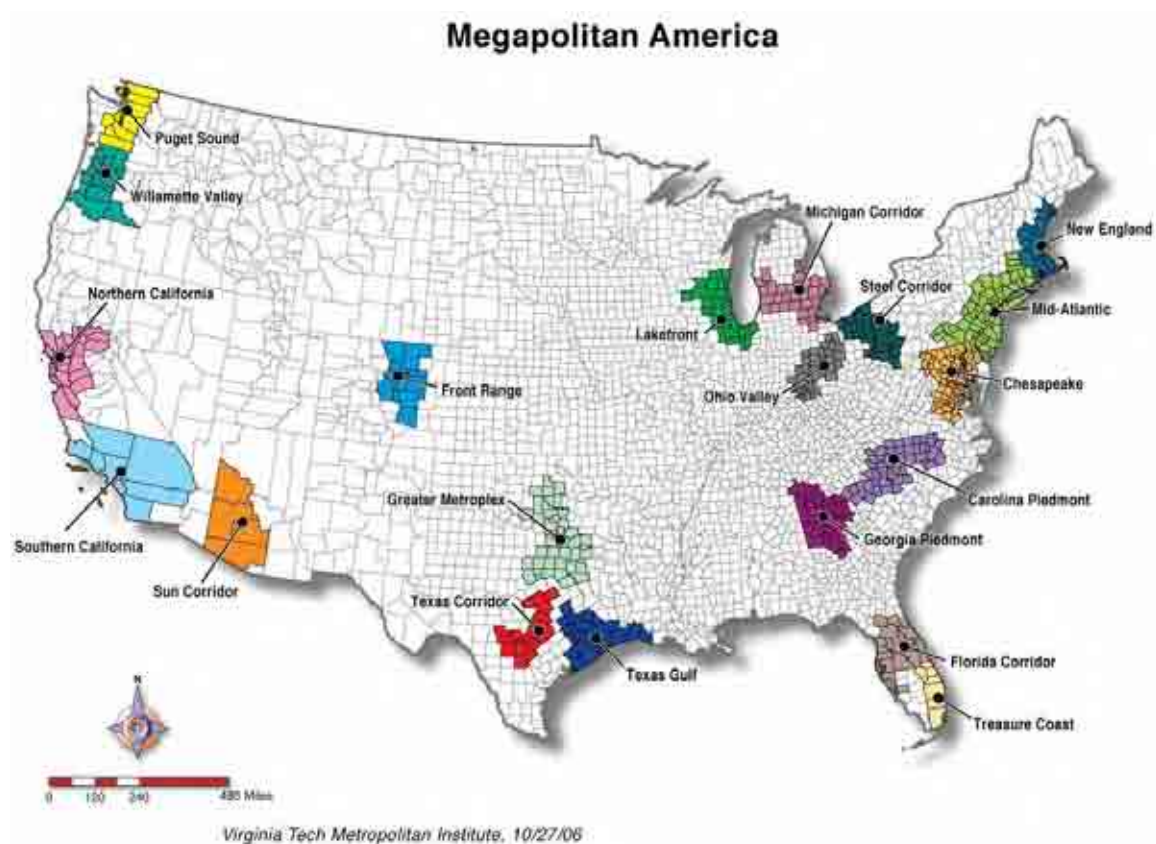 Megapolitan America
Puget Sound
Willamette Valley
Michigan Corridor
New England
Northern California
Steel Corridor
Mid-Atlantic
Lakefront
Front Range
Ohio Valley
Chesapeake
Greater Metroplex
Carolina Piedmont
Southern California
Georgia Piedmont
Sun Corridor
Texas Corridor
Florida Corridor
Texas Gulf
N
Treasure Coast
0 120 240 480 Miles
Virginia Tech Metropolitan Institute, 10/27/06